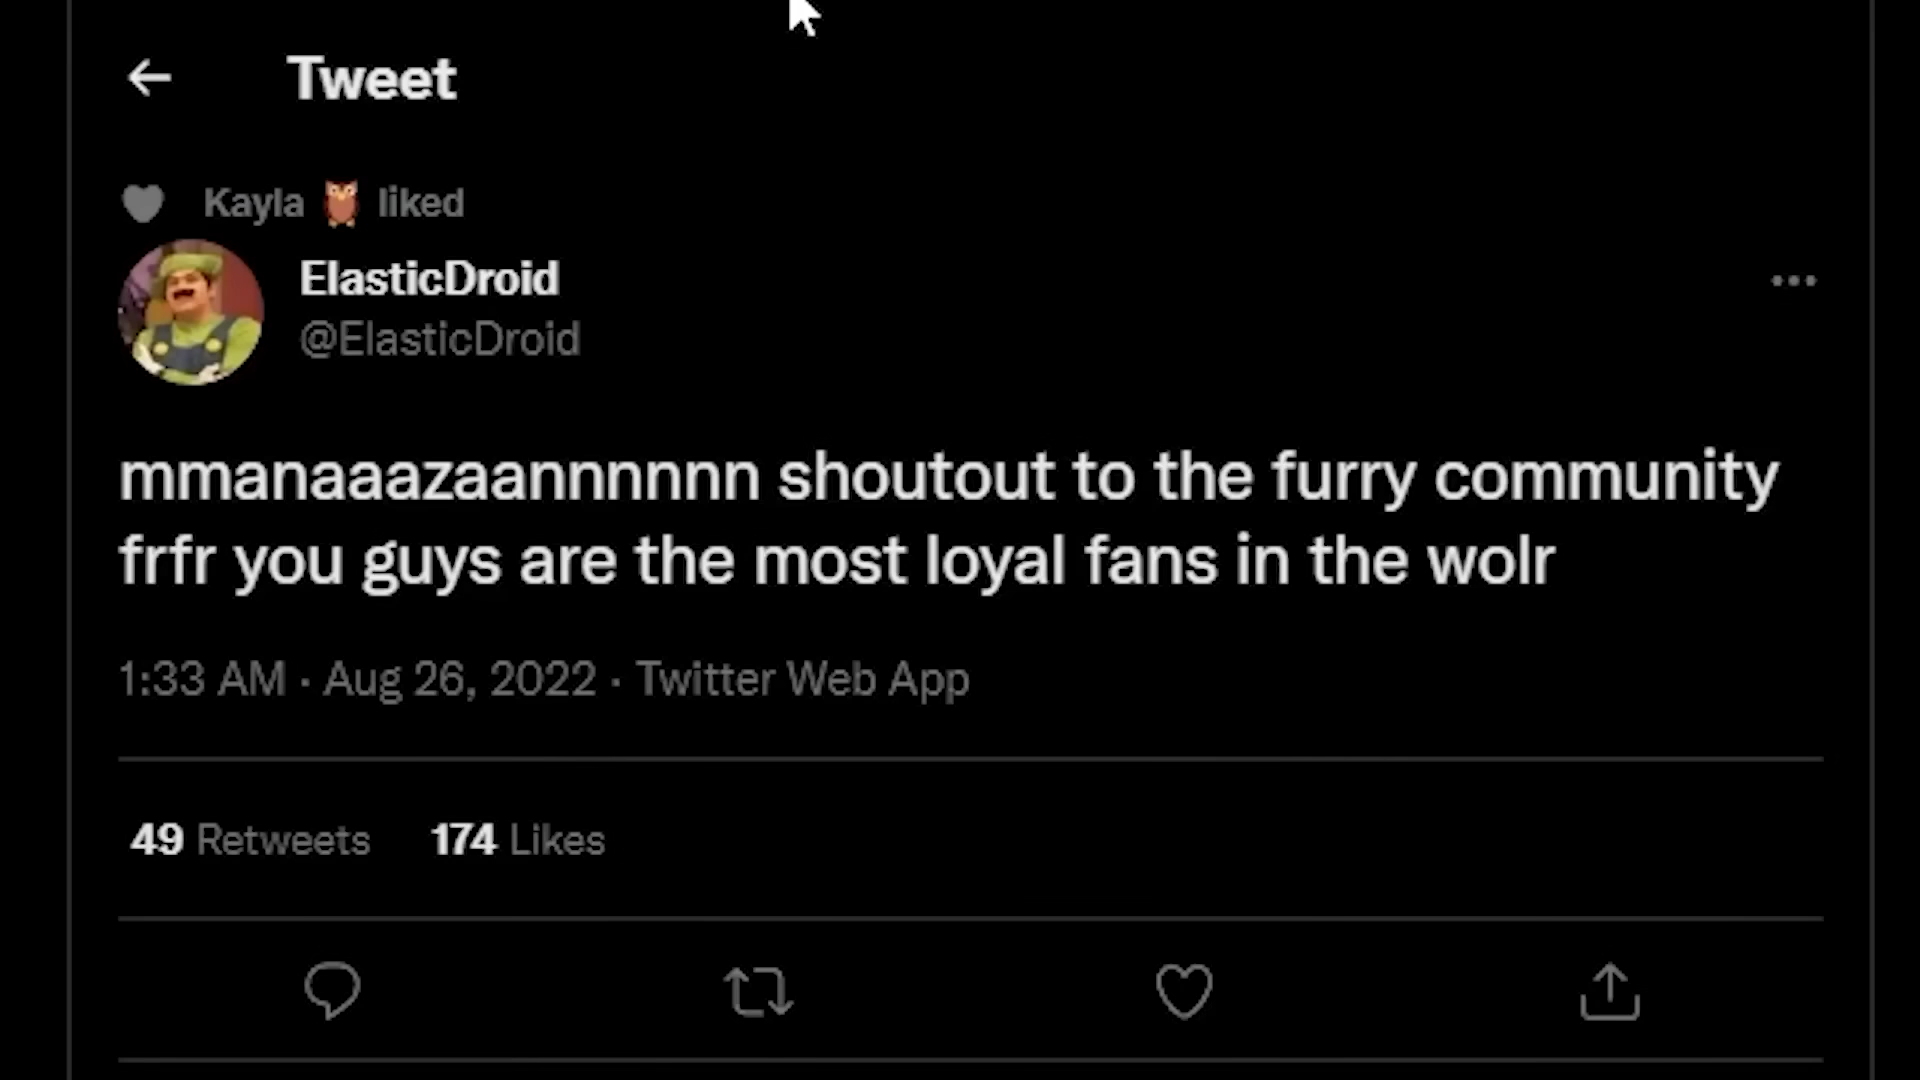 Tweet
Kayla 🦉 liked
ElasticDroid
@ElasticDroid
mmanaaazaannnnnn shoutout to the furry community
frfr you guys are the most loyal fans in the wolr
1:33 AM · Aug 26, 2022 · Twitter Web App
49 Retweets 174 Likes